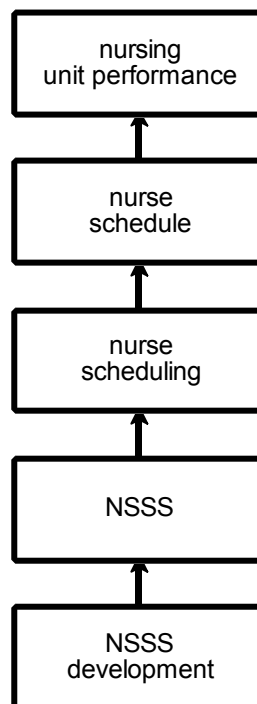 nursing
unit performance
nurse
schedule
nurse
scheduling
NSSS
NSSS
development